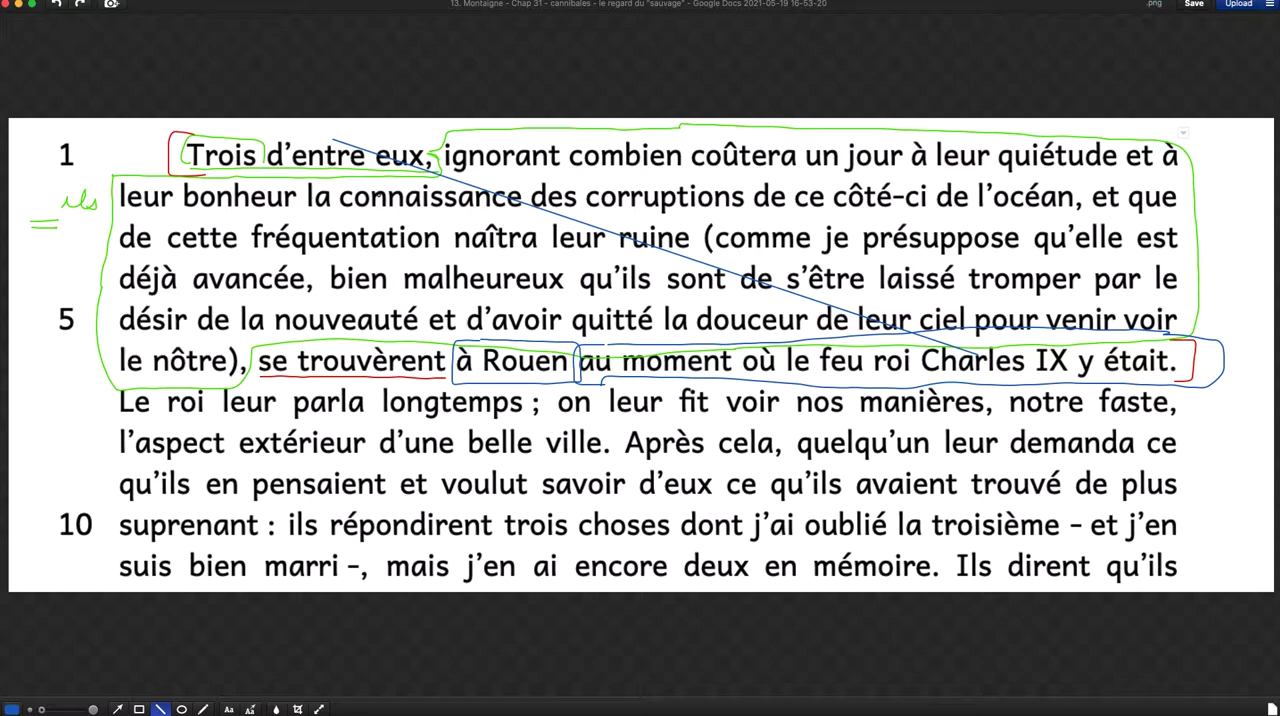 13. Montaigne - Chap 31 - cannibales - le regard du "sauvage" - Google Docs 2021-05-19 16-53-20
.png Save Upload
1 Trois d’entre eux, ignorant combien coûtera un jour à leur quiétude et à
ils
leur bonheur la connaissance des corruptions de ce côté-ci de l’océan, et que
de cette fréquentation naîtra leur ruine (comme je présuppose qu’elle est
déjà avancée, bien malheureux qu’ils sont de s’être laissé tromper par le
5 désir de la nouveauté et d’avoir quitté la douceur de leur ciel pour venir voir
le nôtre), se trouvèrent à Rouen au moment où le feu roi Charles IX y était.
Le roi leur parla longtemps ; on leur fit voir nos manières, notre faste,
l’aspect extérieur d’une belle ville. Après cela, quelqu’un leur demanda ce
qu’ils en pensaient et voulut savoir d’eux ce qu’ils avaient trouvé de plus
10 suprenant : ils répondirent trois choses dont j’ai oublié la troisième - et j’en
suis bien marri -, mais j’en ai encore deux en mémoire. Ils dirent qu’ils
Aa Aa